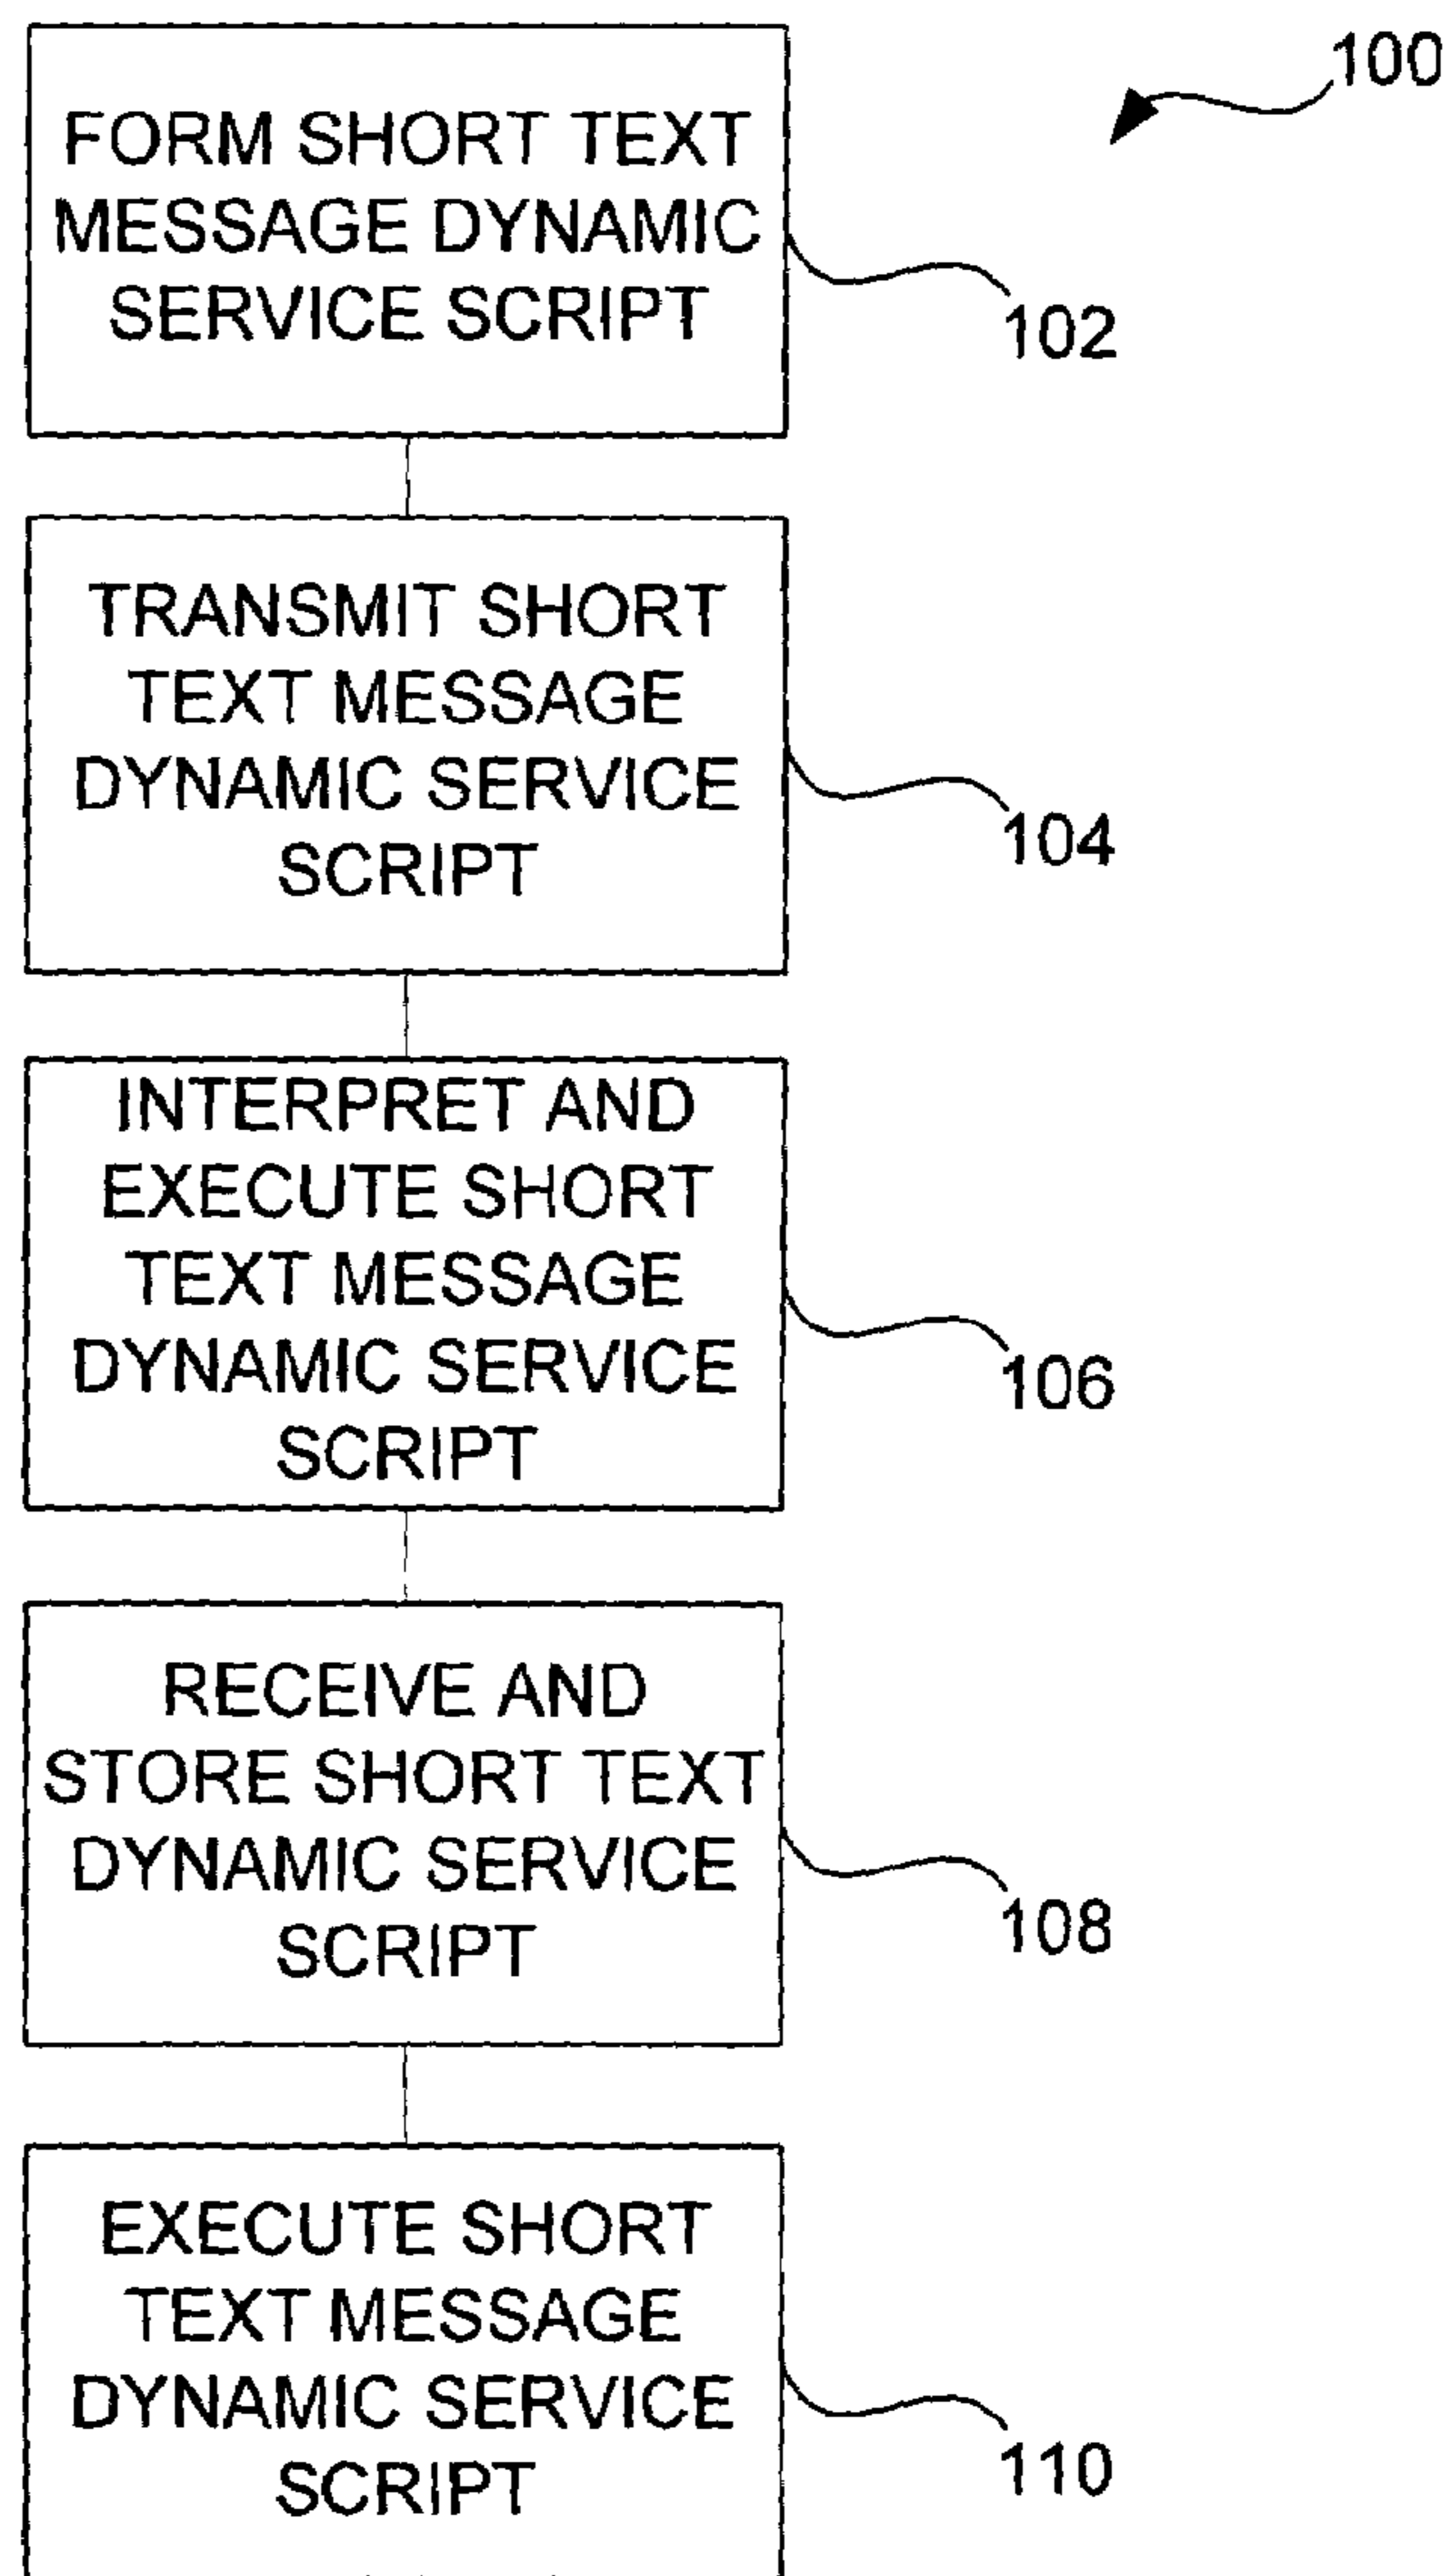 100
FORM SHORT TEXT
MESSAGE DYNAMIC
SERVICE SCRIPT
102
TRANSMIT SHORT
TEXT MESSAGE
DYNAMIC SERVICE
SCRIPT
104
INTERPRET AND
EXECUTE SHORT
TEXT MESSAGE
DYNAMIC SERVICE
SCRIPT
106
RECEIVE AND
STORE SHORT TEXT
DYNAMIC SERVICE
SCRIPT
108
EXECUTE SHORT
TEXT MESSAGE
DYNAMIC SERVICE
SCRIPT
110